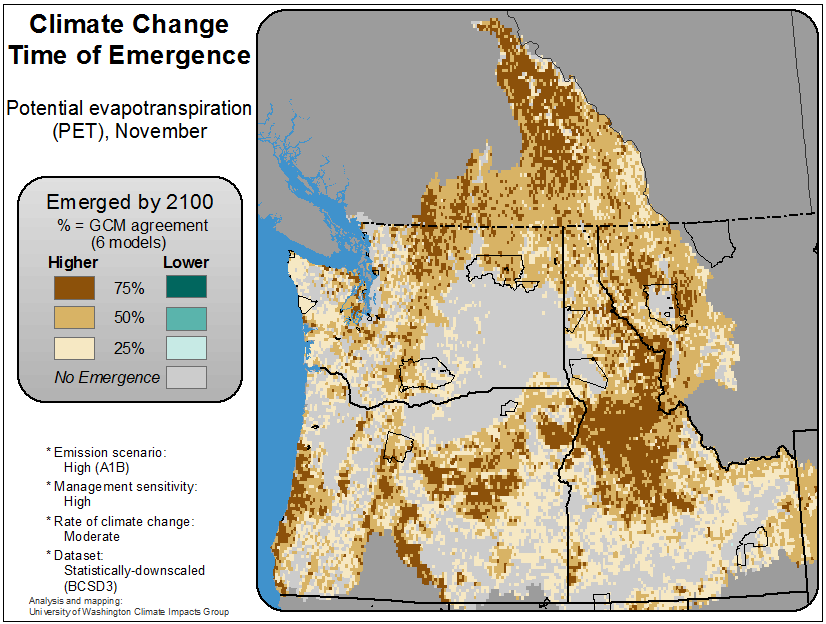 Climate Change
Time of Emergence
Potential evapotranspiration
(PET), November
Emerged by 2100
% = GCM agreement
(6 models)
Higher Lower
75%
50%
25%
No Emergence
* Emission scenario:
High (A1B)
* Management sensitivity:
High
* Rate of climate change:
Moderate
* Dataset:
Statistically-downscaled
(BCSD3)
Analysis and mapping:
University of Washington Climate Impacts Group